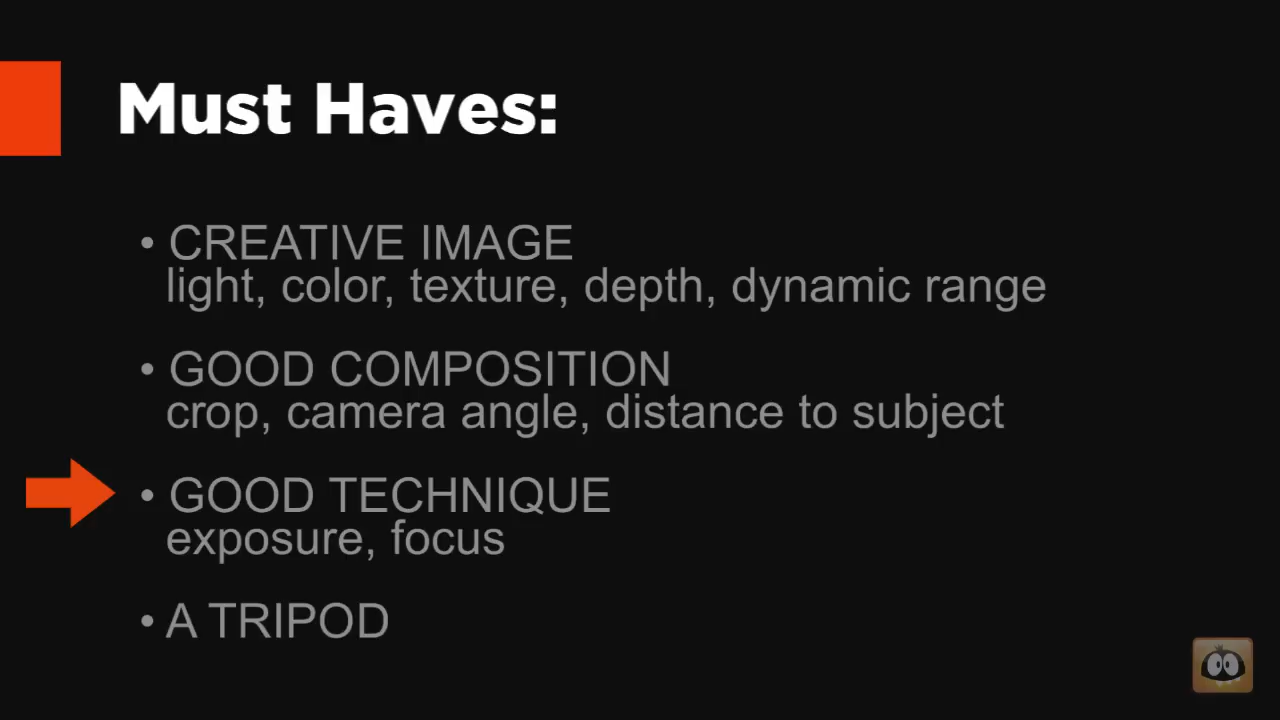 Must Haves:
• CREATIVE IMAGE
light, color, texture, depth, dynamic range
• GOOD COMPOSITION
crop, camera angle, distance to subject
• GOOD TECHNIQUE
exposure, focus
• A TRIPOD